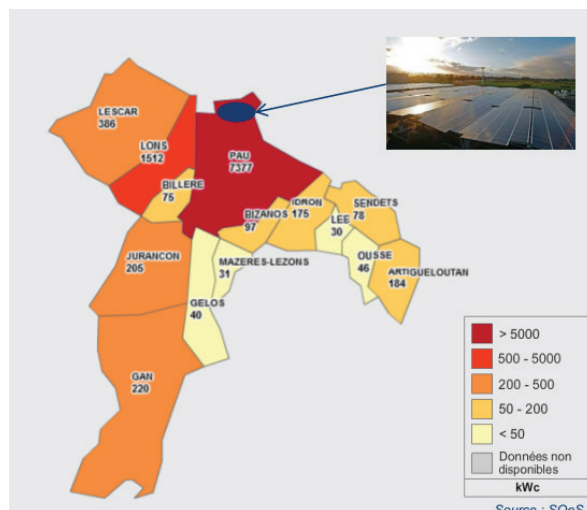 LESCAR
386
LONS
1512
PAU
7377
BILLERE
75
BIZANOS
97
IDRON
175
LEE
30
SENDETS
78
OUSSE
46
ARTIGUELOUTAN
184
JURANCON
205
MAZERES-LEZONS
31
GELOS
40
GAN
220
> 5000
500 - 5000
200 - 500
50 - 200
< 50
Données non
disponibles
kWc
Source : SOeS